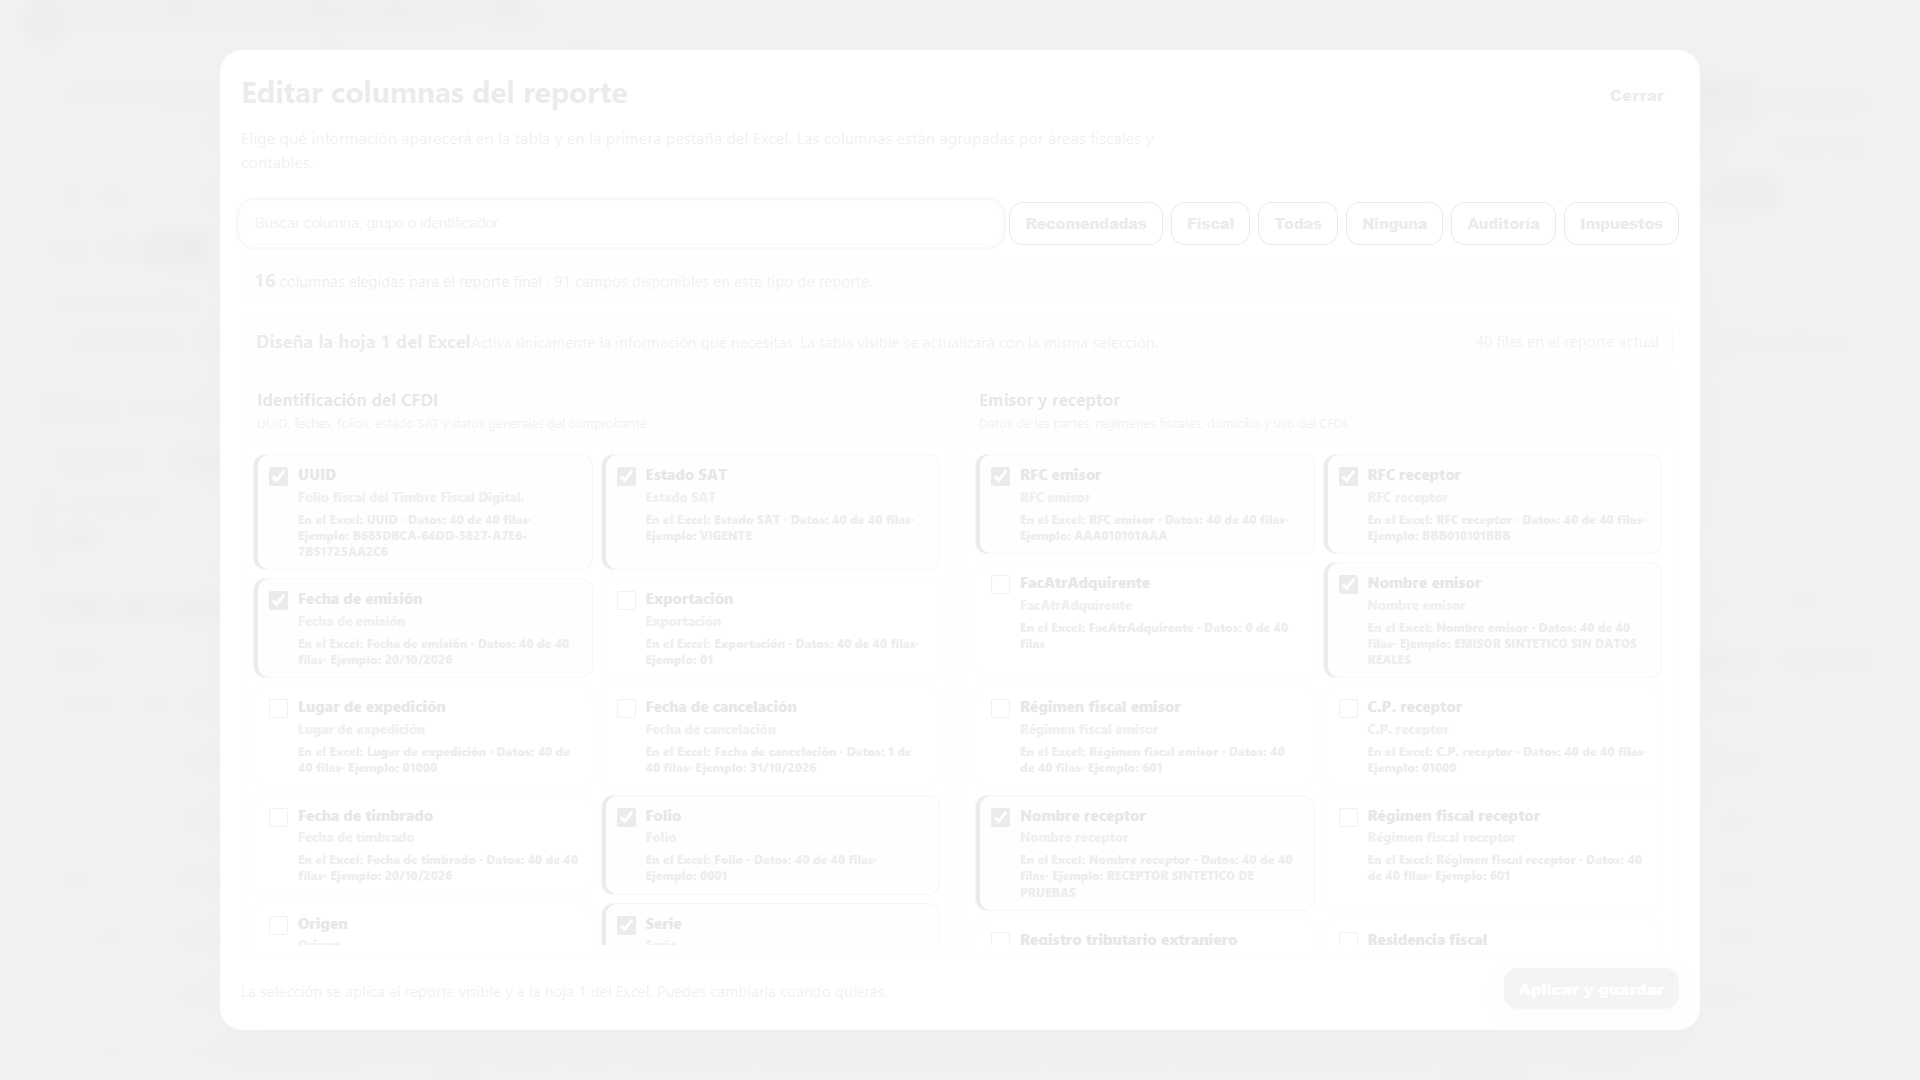 Editar columnas del reporte
Cerrar
Elige qué información aparecerá en la tabla y en la primera pestaña del Excel. Las columnas están agrupadas por áreas fiscales y
contables.
Buscar columna, grupo o identificador
Recomendadas
Fiscal
Todas
Ninguna
Auditoría
Impuestos
16 columnas elegidas para el reporte final · 91 campos disponibles en este tipo de reporte.
Diseña la hoja 1 del ExcelActiva únicamente la información que necesitas. La tabla visible se actualizará con la misma selección.
40 filas en el reporte actual
Identificación del CFDI
UUID, fechas, folios, estado SAT y datos generales del comprobante.
UUID
Folio fiscal del Timbre Fiscal Digital.
En el Excel: UUID · Datos: 40 de 40 filas·
Ejemplo: B685DBCA-64DD-5827-A7E6-
7B51725AA2C6
Estado SAT
Estado SAT
En el Excel: Estado SAT · Datos: 40 de 40 filas·
Ejemplo: VIGENTE
Fecha de emisión
Fecha de emisión
En el Excel: Fecha de emisión · Datos: 40 de 40
filas· Ejemplo: 20/10/2026
Exportación
Exportación
En el Excel: Exportación · Datos: 40 de 40 filas·
Ejemplo: 01
Lugar de expedición
Lugar de expedición
En el Excel: Lugar de expedición · Datos: 40 de
40 filas· Ejemplo: 01000
Fecha de cancelación
Fecha de cancelación
En el Excel: Fecha de cancelación · Datos: 1 de
40 filas· Ejemplo: 31/10/2026
Fecha de timbrado
Fecha de timbrado
En el Excel: Fecha de timbrado · Datos: 40 de 40
filas· Ejemplo: 20/10/2026
Folio
Folio
En el Excel: Folio · Datos: 40 de 40 filas·
Ejemplo: 0001
Origen
Origen
Serie
Serie
Emisor y receptor
Datos de las partes, regímenes fiscales, domicilio y uso del CFDI.
RFC emisor
RFC emisor
En el Excel: RFC emisor · Datos: 40 de 40 filas·
Ejemplo: AAA010101AAA
RFC receptor
RFC receptor
En el Excel: RFC receptor · Datos: 40 de 40 filas·
Ejemplo: BBB010101BBB
FacAtrAdquirente
FacAtrAdquirente
En el Excel: FacAtrAdquirente · Datos: 0 de 40
filas
Nombre emisor
Nombre emisor
En el Excel: Nombre emisor · Datos: 40 de 40
filas· Ejemplo: EMISOR SINTETICO SIN DATOS
REALES
Régimen fiscal emisor
Régimen fiscal emisor
En el Excel: Régimen fiscal emisor · Datos: 40
de 40 filas· Ejemplo: 601
C.P. receptor
C.P. receptor
En el Excel: C.P. receptor · Datos: 40 de 40 filas·
Ejemplo: 01000
Nombre receptor
Nombre receptor
En el Excel: Nombre receptor · Datos: 40 de 40
filas· Ejemplo: RECEPTOR SINTETICO DE
PRUEBAS
Régimen fiscal receptor
Régimen fiscal receptor
En el Excel: Régimen fiscal receptor · Datos: 40
de 40 filas· Ejemplo: 601
Registro tributario extranjero
Residencia fiscal
La selección se aplica al reporte visible y a la hoja 1 del Excel. Puedes cambiarla cuando quieras.
Aplicar y guardar